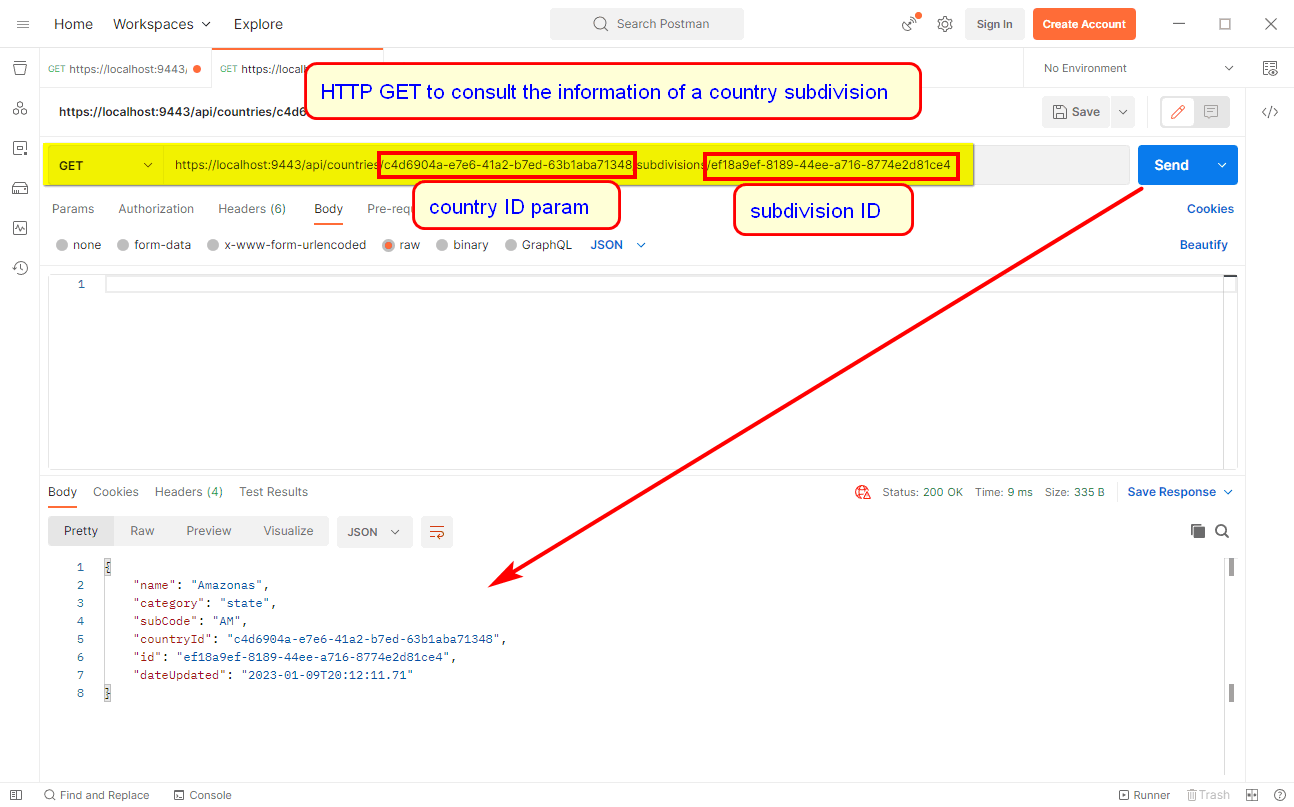 Home Workspaces Explore Search Postman Sign In Create Account
GET https://localhost:9443/ GET https://local No Environment
HTTP GET to consult the information of a country subdivision
https://localhost:9443/api/countries/c4d6 Save
GET https://localhost:9443/api/countries/c4d6904a-e7e6-41a2-b7ed-63b1aba71348/subdivisions/ef18a9ef-8189-44ee-a716-8774e2d81ce4 Send
country ID param subdivision ID
Params Authorization Headers (6) Body Pre-req Cookies
none form-data x-www-form-urlencoded raw binary GraphQL JSON Beautify
1
Body Cookies Headers (4) Test Results Status: 200 OK Time: 9 ms Size: 335 B Save Response
Pretty Raw Preview Visualize JSON
1 {
2 "name": "Amazonas",
3 "category": "state",
4 "subCode": "AM",
5 "countryId": "c4d6904a-e7e6-41a2-b7ed-63b1aba71348",
6 "id": "ef18a9ef-8189-44ee-a716-8774e2d81ce4",
7 "dateUpdated": "2023-01-09T20:12:11.71"
8 }
Find and Replace Console Runner Trash